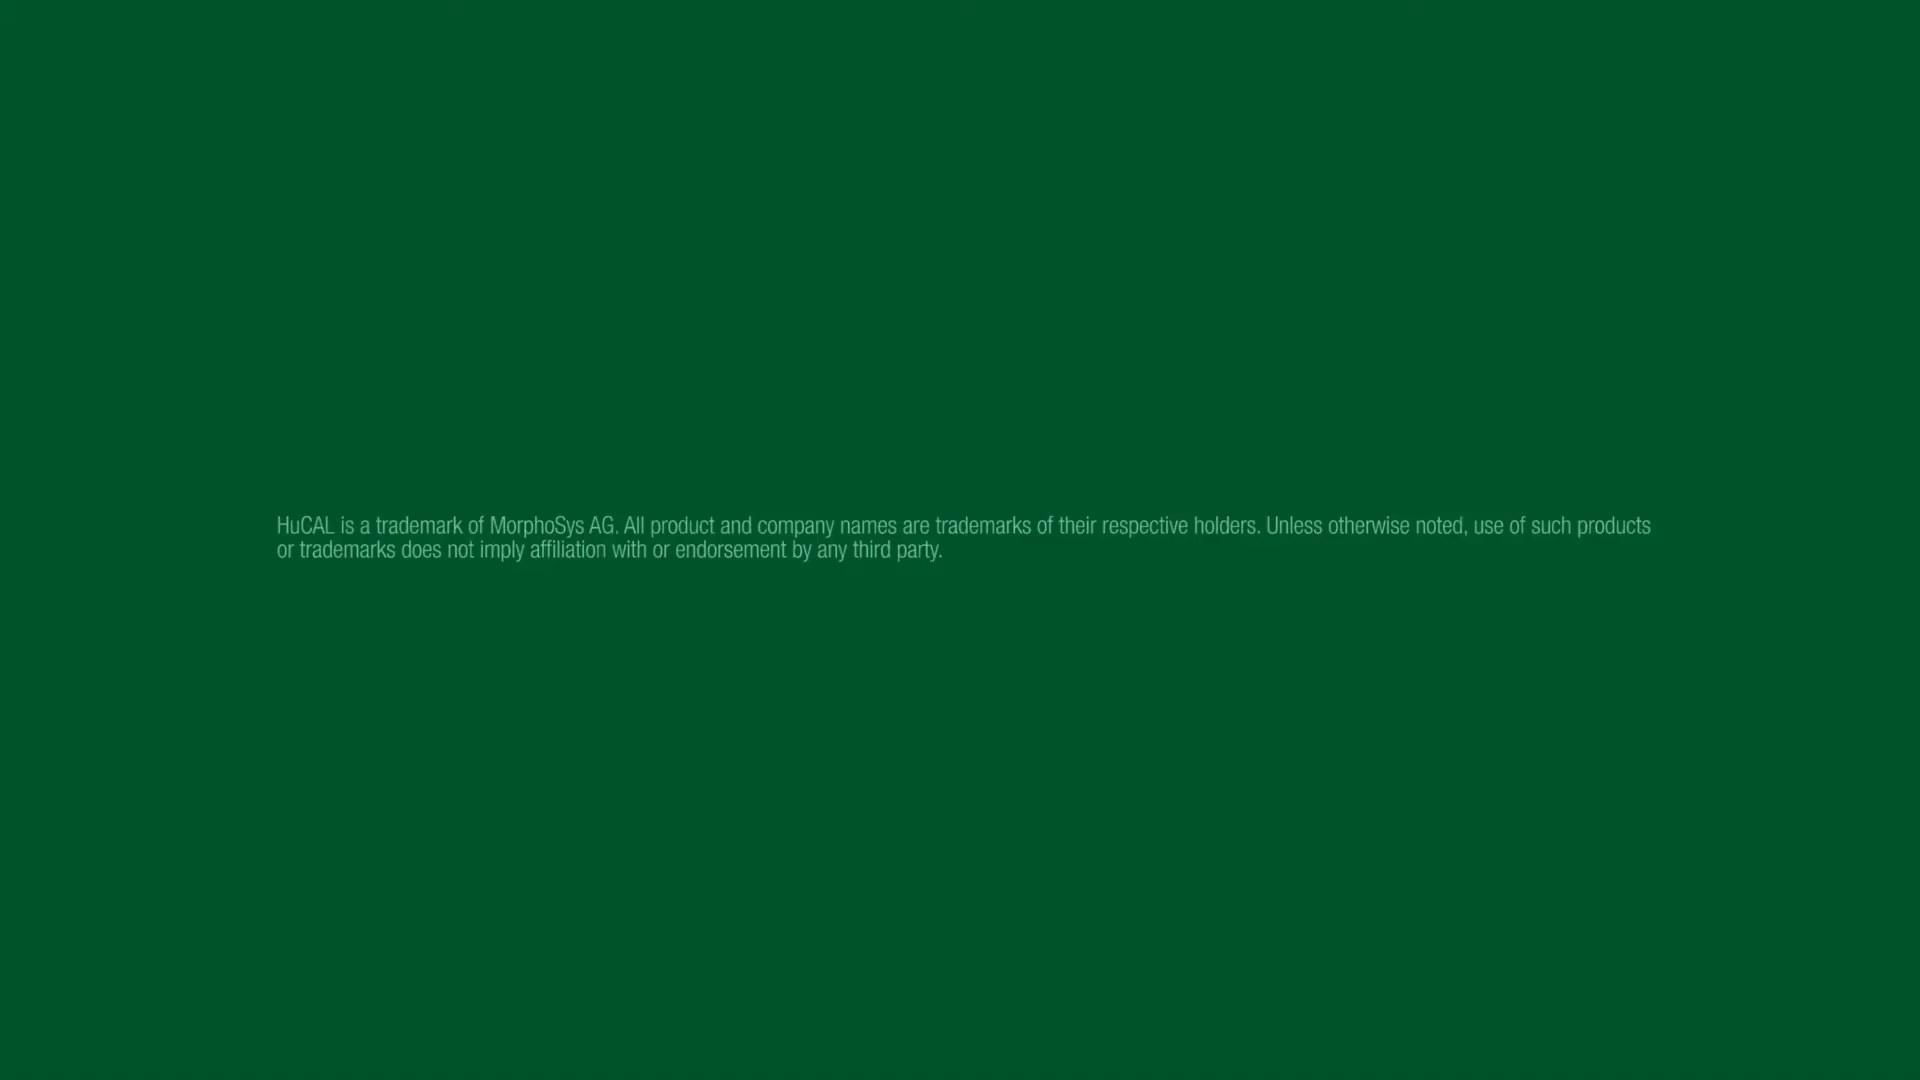 HuCAL is a trademark of MorphoSys AG. All product and company names are trademarks of their respective holders. Unless otherwise noted, use of such products
or trademarks does not imply affiliation with or endorsement by any third party.